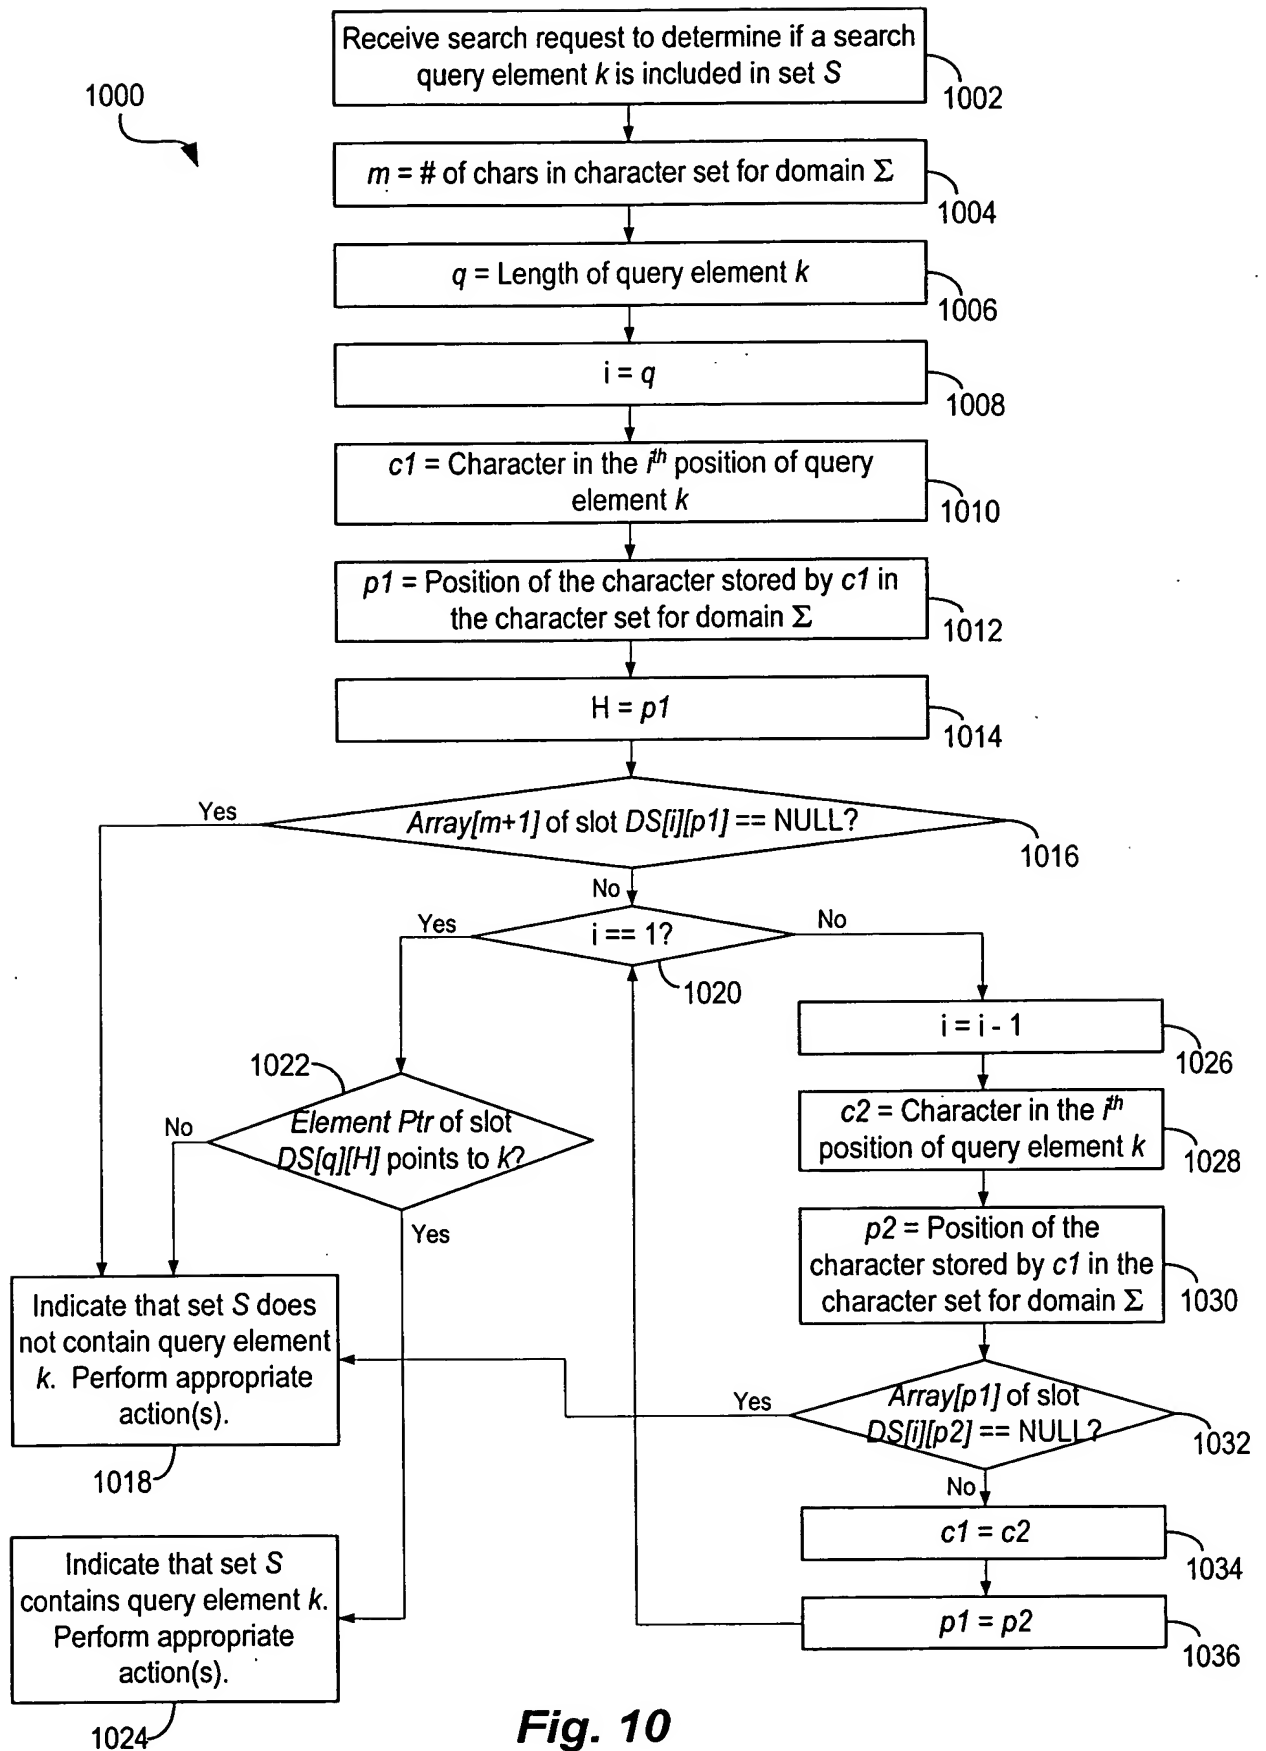 Receive search request to determine if a search
query element k is included in set S
1002
1000
m = # of chars in character set for domain Σ
1004
q = Length of query element k
1006
i = q
1008
c1 = Character in the ith position of query
element k
1010
p1 = Position of the character stored by c1 in
the character set for domain Σ
1012
H = p1
1014
Yes
Array[m+1] of slot DS[i][p1] == NULL?
1016
No
Yes
i == 1?
No
1020
i = i - 1
1026
1022
Element Ptr of slot
DS[q][H] points to k?
No
Yes
c2 = Character in the ith
position of query element k
1028
p2 = Position of the
character stored by c1 in the
character set for domain Σ
1030
Indicate that set S does
not contain query element
k. Perform appropriate
action(s).
1018
Yes
Array[p1] of slot
DS[i][p2] == NULL?
1032
No
c1 = c2
1034
Indicate that set S
contains query element k.
Perform appropriate
action(s).
1024
p1 = p2
1036
Fig. 10